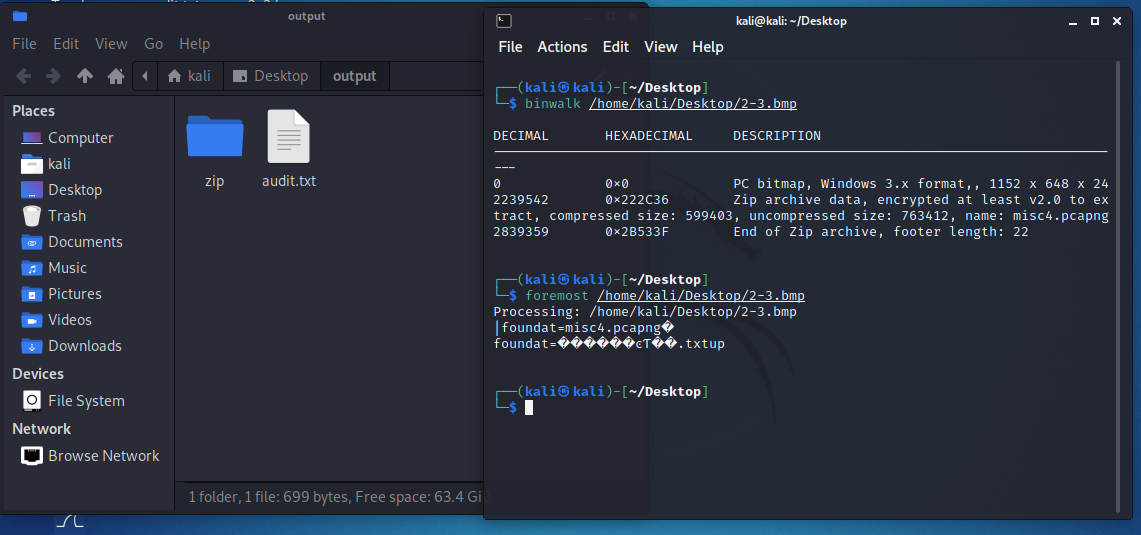 output
File Edit View Go Help
kali Desktop output
Places
Computer
kali
Desktop
Trash
Documents
Music
Pictures
Videos
Downloads
Devices
File System
Network
Browse Network
zip audit.txt
1 folder, 1 file: 699 bytes, Free space: 63.4 Gi
kali@kali: ~/Desktop
File Actions Edit View Help
┌──(kali㉿kali)-[~/Desktop]
└─$ binwalk /home/kali/Desktop/2-3.bmp
DECIMAL HEXADECIMAL DESCRIPTION
--------------------------------------------------------------------------------
---
0 0×0 PC bitmap, Windows 3.x format,, 1152 x 648 x 24
2239542 0×222C36 Zip archive data, encrypted at least v2.0 to ex
tract, compressed size: 599403, uncompressed size: 763412, name: misc4.pcapng
2839359 0×2B533F End of Zip archive, footer length: 22
┌──(kali㉿kali)-[~/Desktop]
└─$ foremost /home/kali/Desktop/2-3.bmp
Processing: /home/kali/Desktop/2-3.bmp
|foundat=misc4.pcapng�
foundat=������ͼƬ��.txtup
┌──(kali㉿kali)-[~/Desktop]
└─$